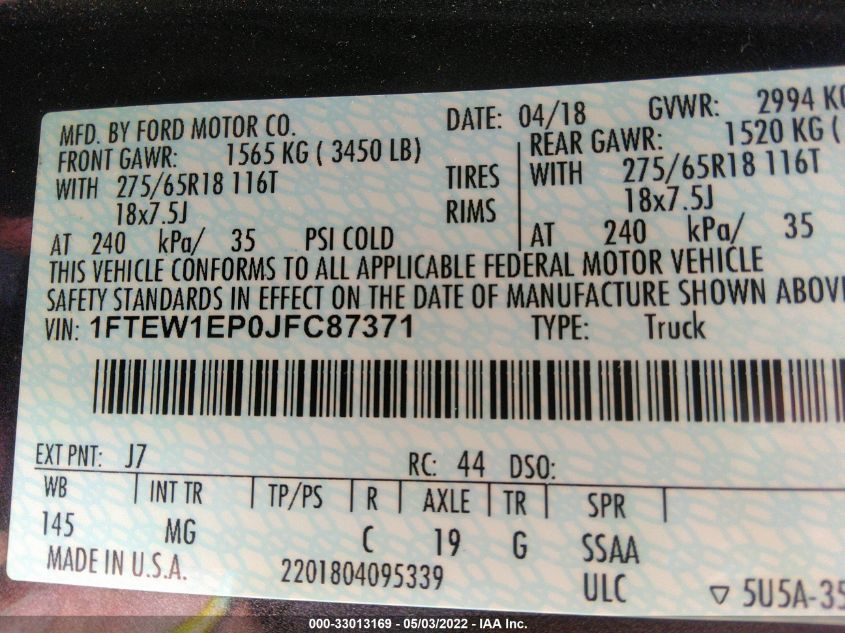 MFD. BY FORD MOTOR CO.
DATE: 04/18
GVWR: 2994 KG
FRONT GAWR: 1565 KG ( 3450 LB)
REAR GAWR: 1520 KG (
WITH 275/65R18 116T
TIRES
WITH 275/65R18 116T
18x7.5J
RIMS
18x7.5J
AT 240 kPa/ 35 PSI COLD
AT 240 kPa/ 35
THIS VEHICLE CONFORMS TO ALL APPLICABLE FEDERAL MOTOR VEHICLE
SAFETY STANDARDS IN EFFECT ON THE DATE OF MANUFACTURE SHOWN ABOVE
VIN: 1FTEW1EP0JFC87371
TYPE: Truck
EXT PNT: J7
RC: 44 DSO:
WB | INT TR | TP/PS | R | AXLE | TR | SPR |
145 MG C 19 G SSAA
MADE IN U.S.A.
2201804095339
ULC
▽ 5U5A-35
000-33013169 - 05/03/2022 - IAA Inc.